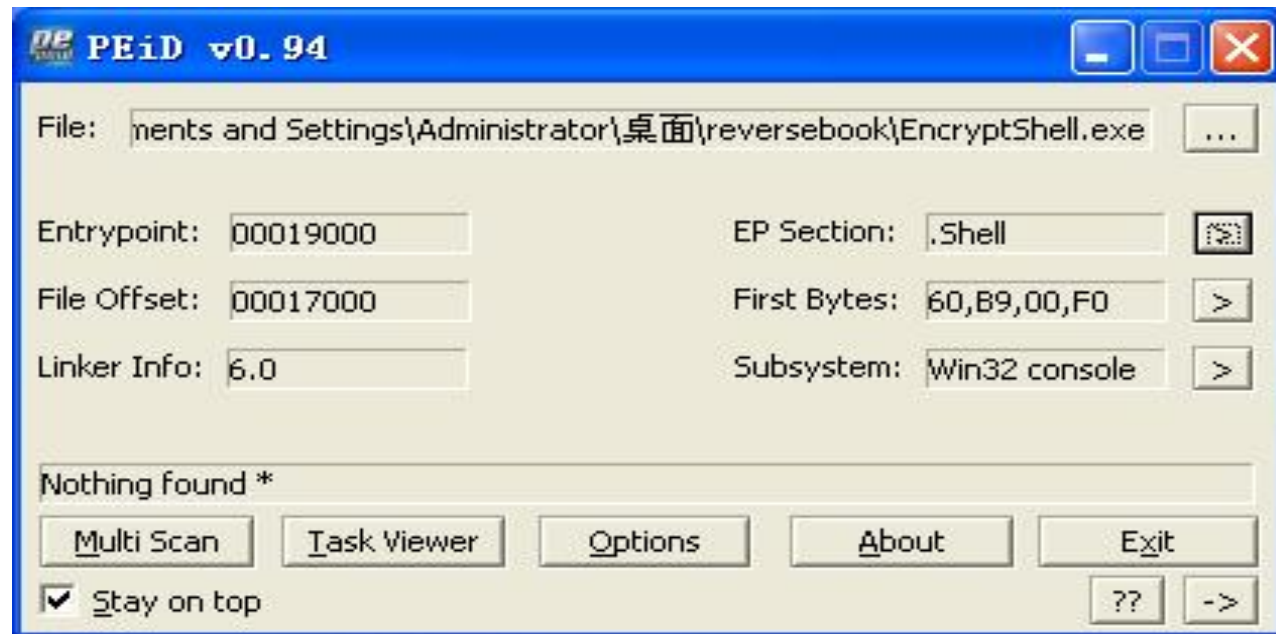 PEiD v0.94
File: ments and Settings\Administrator\桌面\reversebook\EncryptShell.exe ...
Entrypoint: 00019000 EP Section: .Shell >
File Offset: 00017000 First Bytes: 60,B9,00,F0 >
Linker Info: 6.0 Subsystem: Win32 console >
Nothing found *
Multi Scan Task Viewer Options About Exit
Stay on top ?? ->